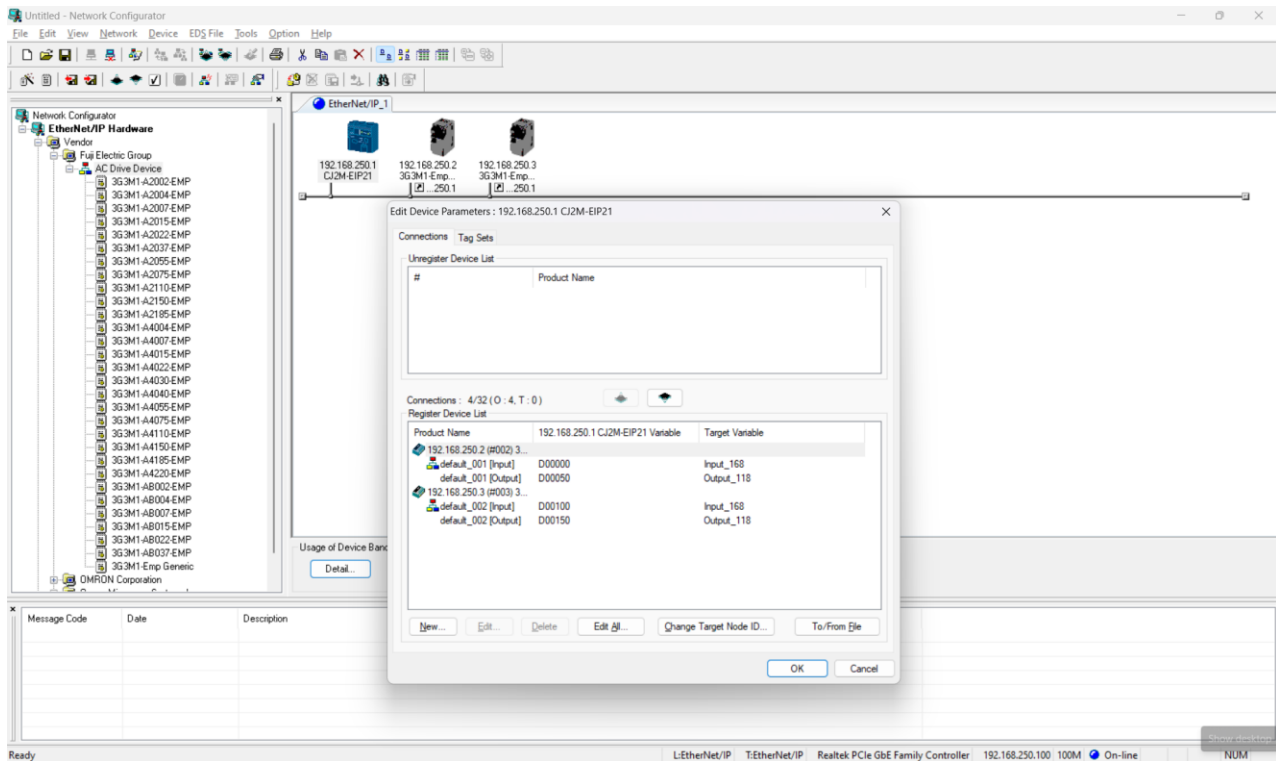 Untitled - Network Configurator
File Edit View Network Device EDS File Tools Option Help
Network Configurator
EtherNet/IP Hardware
Vendor
Fuji Electric Group
AC Drive Device
3G3M1-A2002-EMP
3G3M1-A2004-EMP
3G3M1-A2007-EMP
3G3M1-A2015-EMP
3G3M1-A2022-EMP
3G3M1-A2037-EMP
3G3M1-A2055-EMP
3G3M1-A2075-EMP
3G3M1-A2110-EMP
3G3M1-A2150-EMP
3G3M1-A2185-EMP
3G3M1-A4004-EMP
3G3M1-A4007-EMP
3G3M1-A4015-EMP
3G3M1-A4022-EMP
3G3M1-A4030-EMP
3G3M1-A4040-EMP
3G3M1-A4055-EMP
3G3M1-A4075-EMP
3G3M1-A4110-EMP
3G3M1-A4150-EMP
3G3M1-A4185-EMP
3G3M1-A4220-EMP
3G3M1-AB002-EMP
3G3M1-AB004-EMP
3G3M1-AB007-EMP
3G3M1-AB015-EMP
3G3M1-AB022-EMP
3G3M1-AB037-EMP
3G3M1-Emp Generic
OMRON Corporation
EtherNet/IP_1
192.168.250.1 192.168.250.2 192.168.250.3
CJ2M-EIP21 3G3M1-Emp... 3G3M1-Emp...
...250.1 ...250.1
Usage of Device Band
Detail...
Edit Device Parameters : 192.168.250.1 CJ2M-EIP21
Connections Tag Sets
Unregister Device List
# Product Name
Connections : 4/32 ( O : 4, T : 0 )
Register Device List
Product Name 192.168.250.1 CJ2M-EIP21 Variable Target Variable
192.168.250.2 (#002) 3...
default_001 [Input] D00000 Input_168
default_001 [Output] D00050 Output_118
192.168.250.3 (#003) 3...
default_002 [Input] D00100 Input_168
default_002 [Output] D00150 Output_118
New... Edit... Delete Edit All... Change Target Node ID... To/From File
OK Cancel
Message Code Date Description
Show desktop
Ready L:EtherNet/IP T:EtherNet/IP Realtek PCIe GbE Family Controller 192.168.250.100 100M On-line NUM